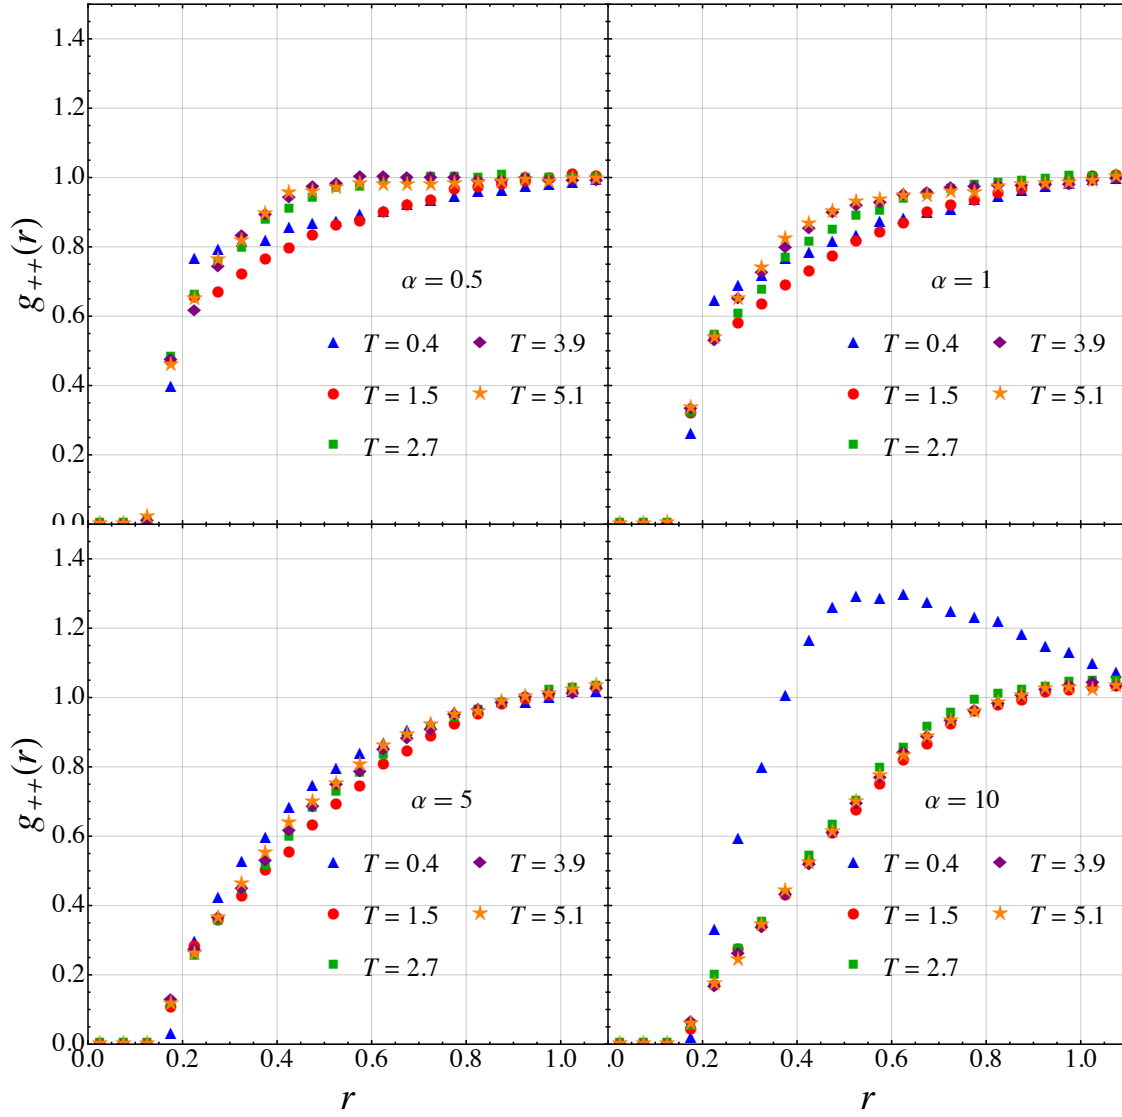 1.4
1.2
1.0
0.8
0.6
0.4
0.2
0.0
g++(r)
α = 0.5
T = 0.4 T = 3.9
T = 1.5 T = 5.1
T = 2.7
α = 1
T = 0.4 T = 3.9
T = 1.5 T = 5.1
T = 2.7
1.4
1.2
1.0
0.8
0.6
0.4
0.2
0.0
g++(r)
α = 5
T = 0.4 T = 3.9
T = 1.5 T = 5.1
T = 2.7
α = 10
T = 0.4 T = 3.9
T = 1.5 T = 5.1
T = 2.7
0.0 0.2 0.4 0.6 0.8 1.0
.0 0.2 0.4 0.6 0.8 1.0
r
r